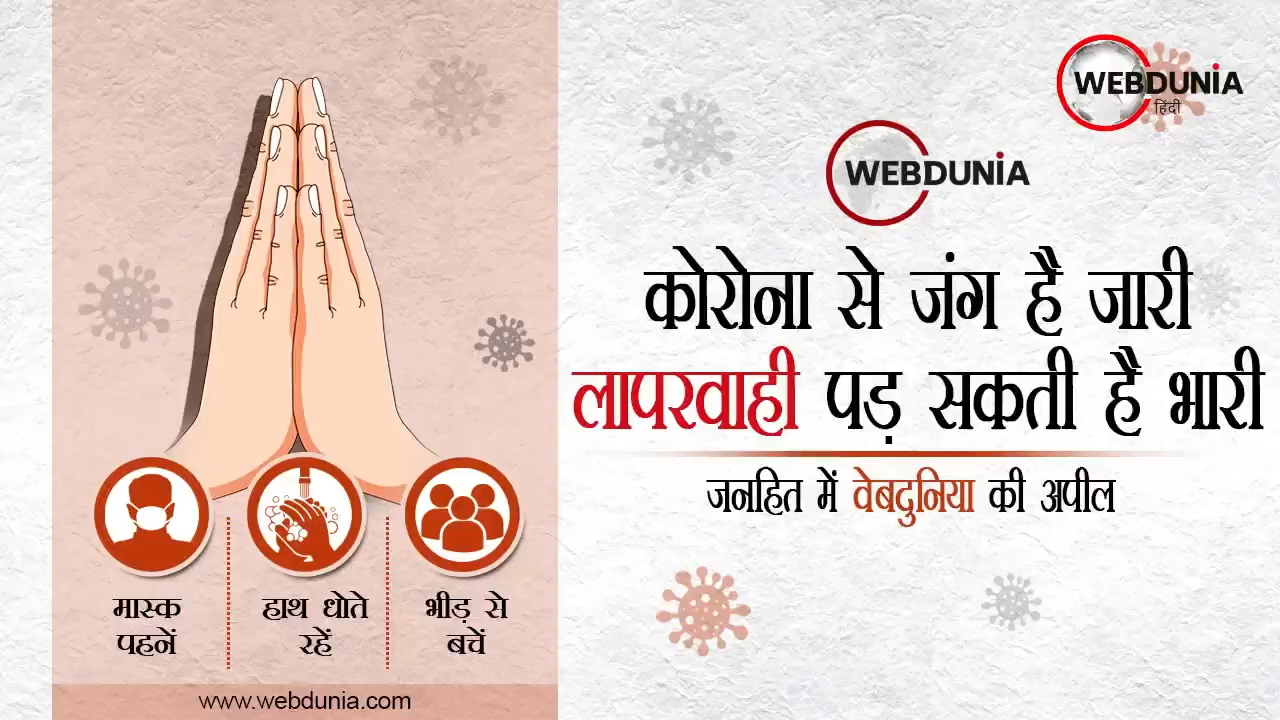 WEBDUNIA
हिंदी
WEBDUNIA
कोरोना से जंग है जारी
लापरवाही पड़ सकती है भारी
जनहित में वेबदुनिया की अपील
मास्क
पहनें
हाथ धोते
रहें
भीड़ से
बचें
www.webdunia.com